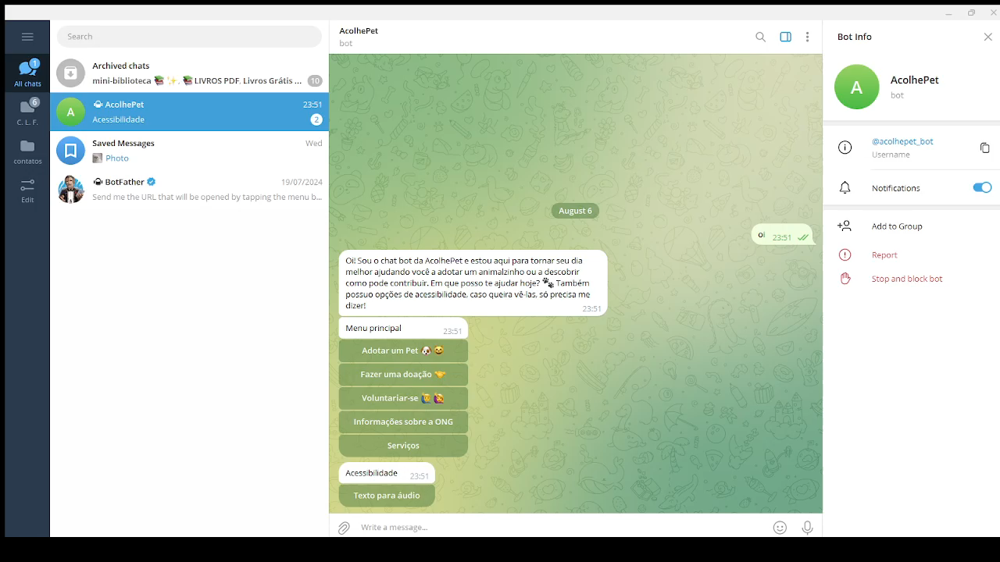 Search
AcolhePet
bot
Bot Info
1
All chats
Archived chats
mini-biblioteca 📚 ✨, 📚LIVROS PDF, Livros Grátis ...
10
A
AcolhePet
23:51
Acessibilidade
2
6
C. L. F.
Saved Messages
Wed
Photo
contatos
BotFather
19/07/2024
Send me the URL that will be opened by tapping the menu b...
Edit
August 6
oi 23:51
Oi! Sou o chat bot da AcolhePet e estou aqui para tornar seu dia
melhor ajudando você a adotar um animalzinho ou a descobrir
como pode contribuir. Em que posso te ajudar hoje? 🐾 Também
possuo opções de acessibilidade, caso queira vê-las, só precisa me
dizer!
23:51
Menu principal
23:51
Adotar um Pet 🐶 😄
Fazer uma doação 🤝
Voluntariar-se 🙋‍♂️ 🙋‍♀️
Informações sobre a ONG
Serviços
Acessibilidade
23:51
Texto para áudio
Write a message...
A
AcolhePet
bot
@acolhepet_bot
Username
Notifications
Add to Group
Report
Stop and block bot